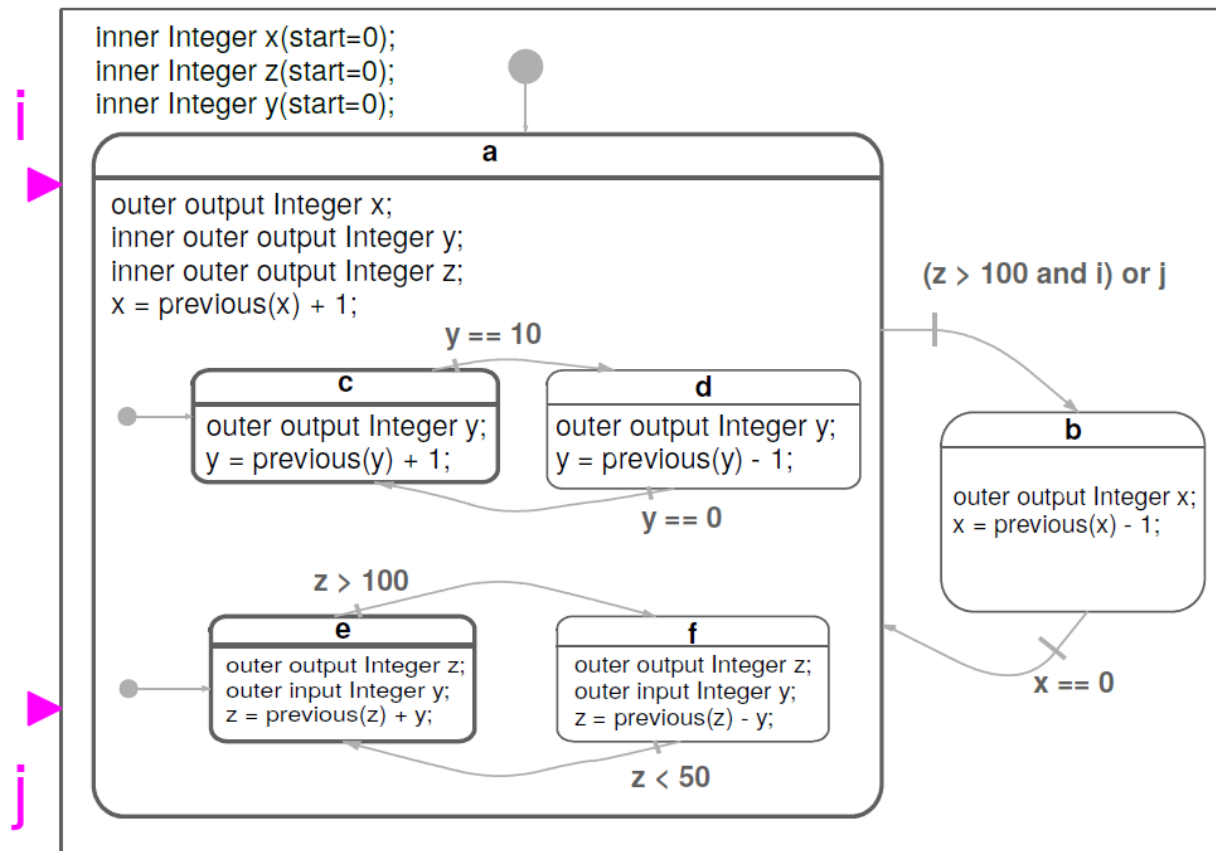 inner Integer x(start=0);
inner Integer z(start=0);
inner Integer y(start=0);
i
a
outer output Integer x;
inner outer output Integer y;
inner outer output Integer z;
x = previous(x) + 1;
(z > 100 and i) or j
y == 10
c
outer output Integer y;
y = previous(y) + 1;
d
outer output Integer y;
y = previous(y) - 1;
b
outer output Integer x;
x = previous(x) - 1;
y == 0
z > 100
e
outer output Integer z;
outer input Integer y;
z = previous(z) + y;
f
outer output Integer z;
outer input Integer y;
z = previous(z) - y;
x == 0
z < 50
j